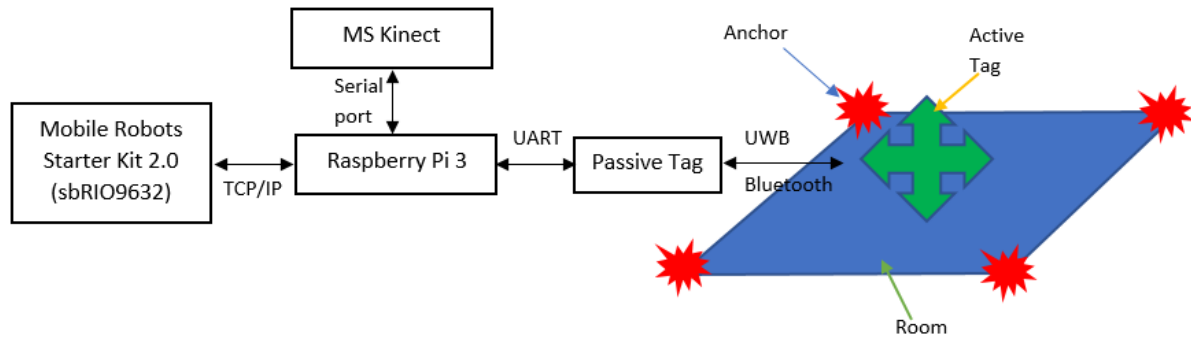 MS Kinect
Anchor
Active
Tag
Serial
port
Mobile Robots
Starter Kit 2.0
(sbRIO9632)
TCP/IP
Raspberry Pi 3
UART
Passive Tag
UWB
Bluetooth
Room